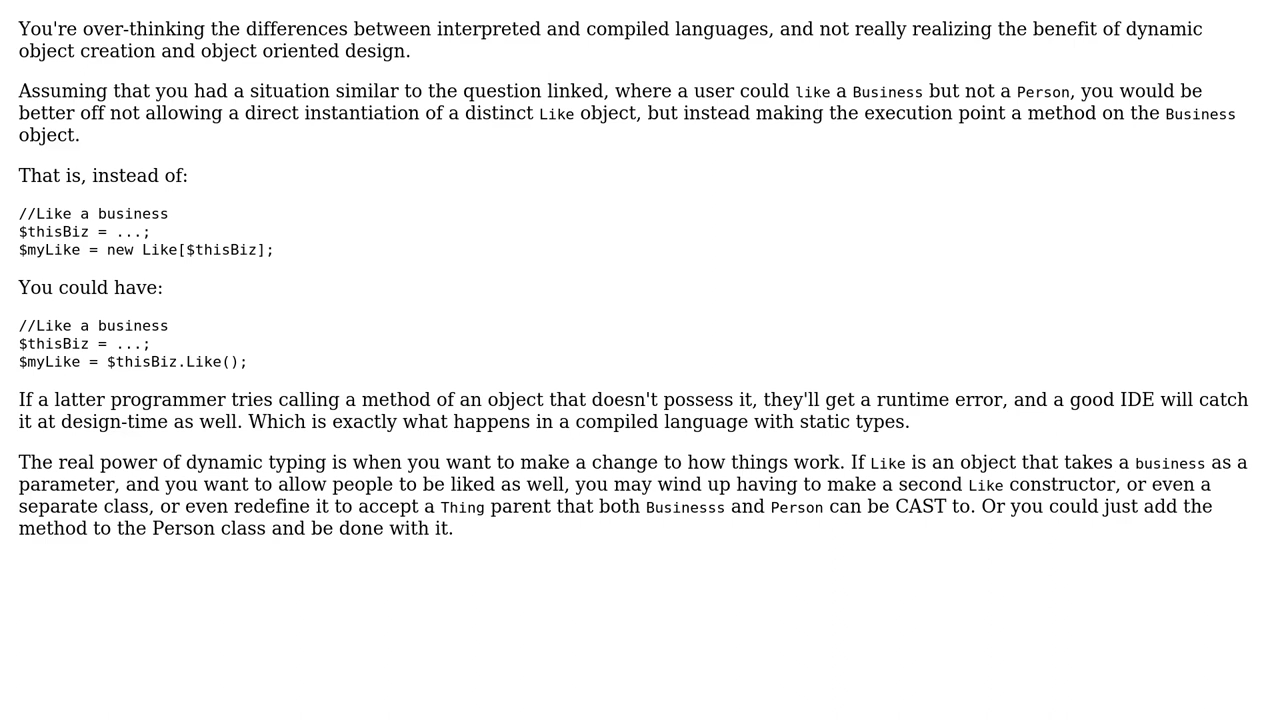 You're over-thinking the differences between interpreted and compiled languages, and not really realizing the benefit of dynamic
object creation and object oriented design.
Assuming that you had a situation similar to the question linked, where a user could like a Business but not a Person, you would be
better off not allowing a direct instantiation of a distinct Like object, but instead making the execution point a method on the Business
object.
That is, instead of:
//Like a business
$thisBiz = ...;
$myLike = new Like[$thisBiz];
You could have:
//Like a business
$thisBiz = ...;
$myLike = $thisBiz.Like();
If a latter programmer tries calling a method of an object that doesn't possess it, they'll get a runtime error, and a good IDE will catch
it at design-time as well. Which is exactly what happens in a compiled language with static types.
The real power of dynamic typing is when you want to make a change to how things work. If Like is an object that takes a business as a
parameter, and you want to allow people to be liked as well, you may wind up having to make a second Like constructor, or even a
separate class, or even redefine it to accept a Thing parent that both Businesss and Person can be CAST to. Or you could just add the
method to the Person class and be done with it.